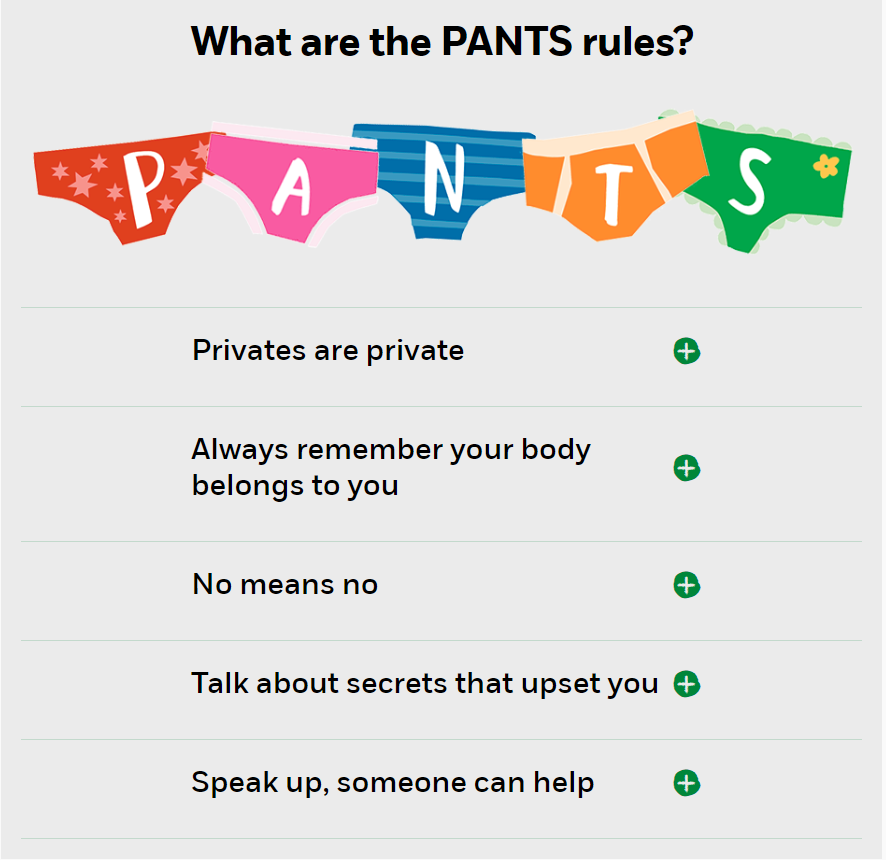 What are the PANTS rules?
PANTS
Privates are private
Always remember your body
belongs to you
No means no
Talk about secrets that upset you
Speak up, someone can help